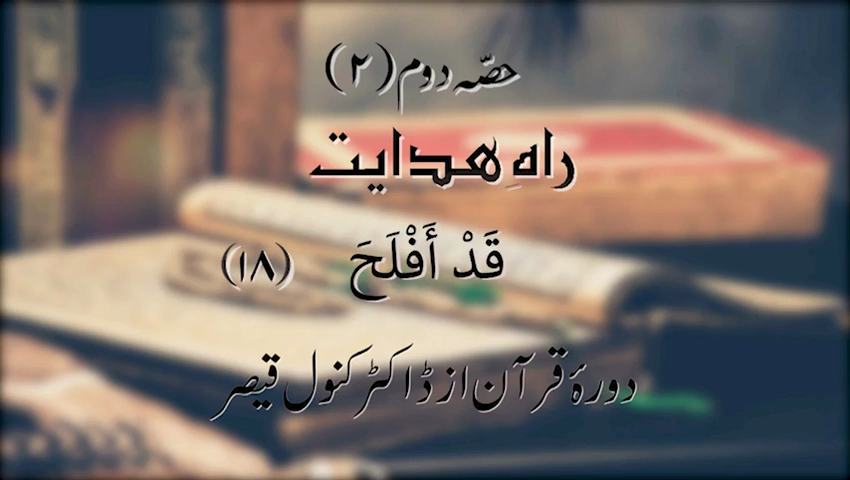 حصّہ دوم (۲)
راہِ ھدایت
قَدْ أَفْلَحَ (۱۸)
دورۂ قرآن از ڈاکٹر کنول قیصر